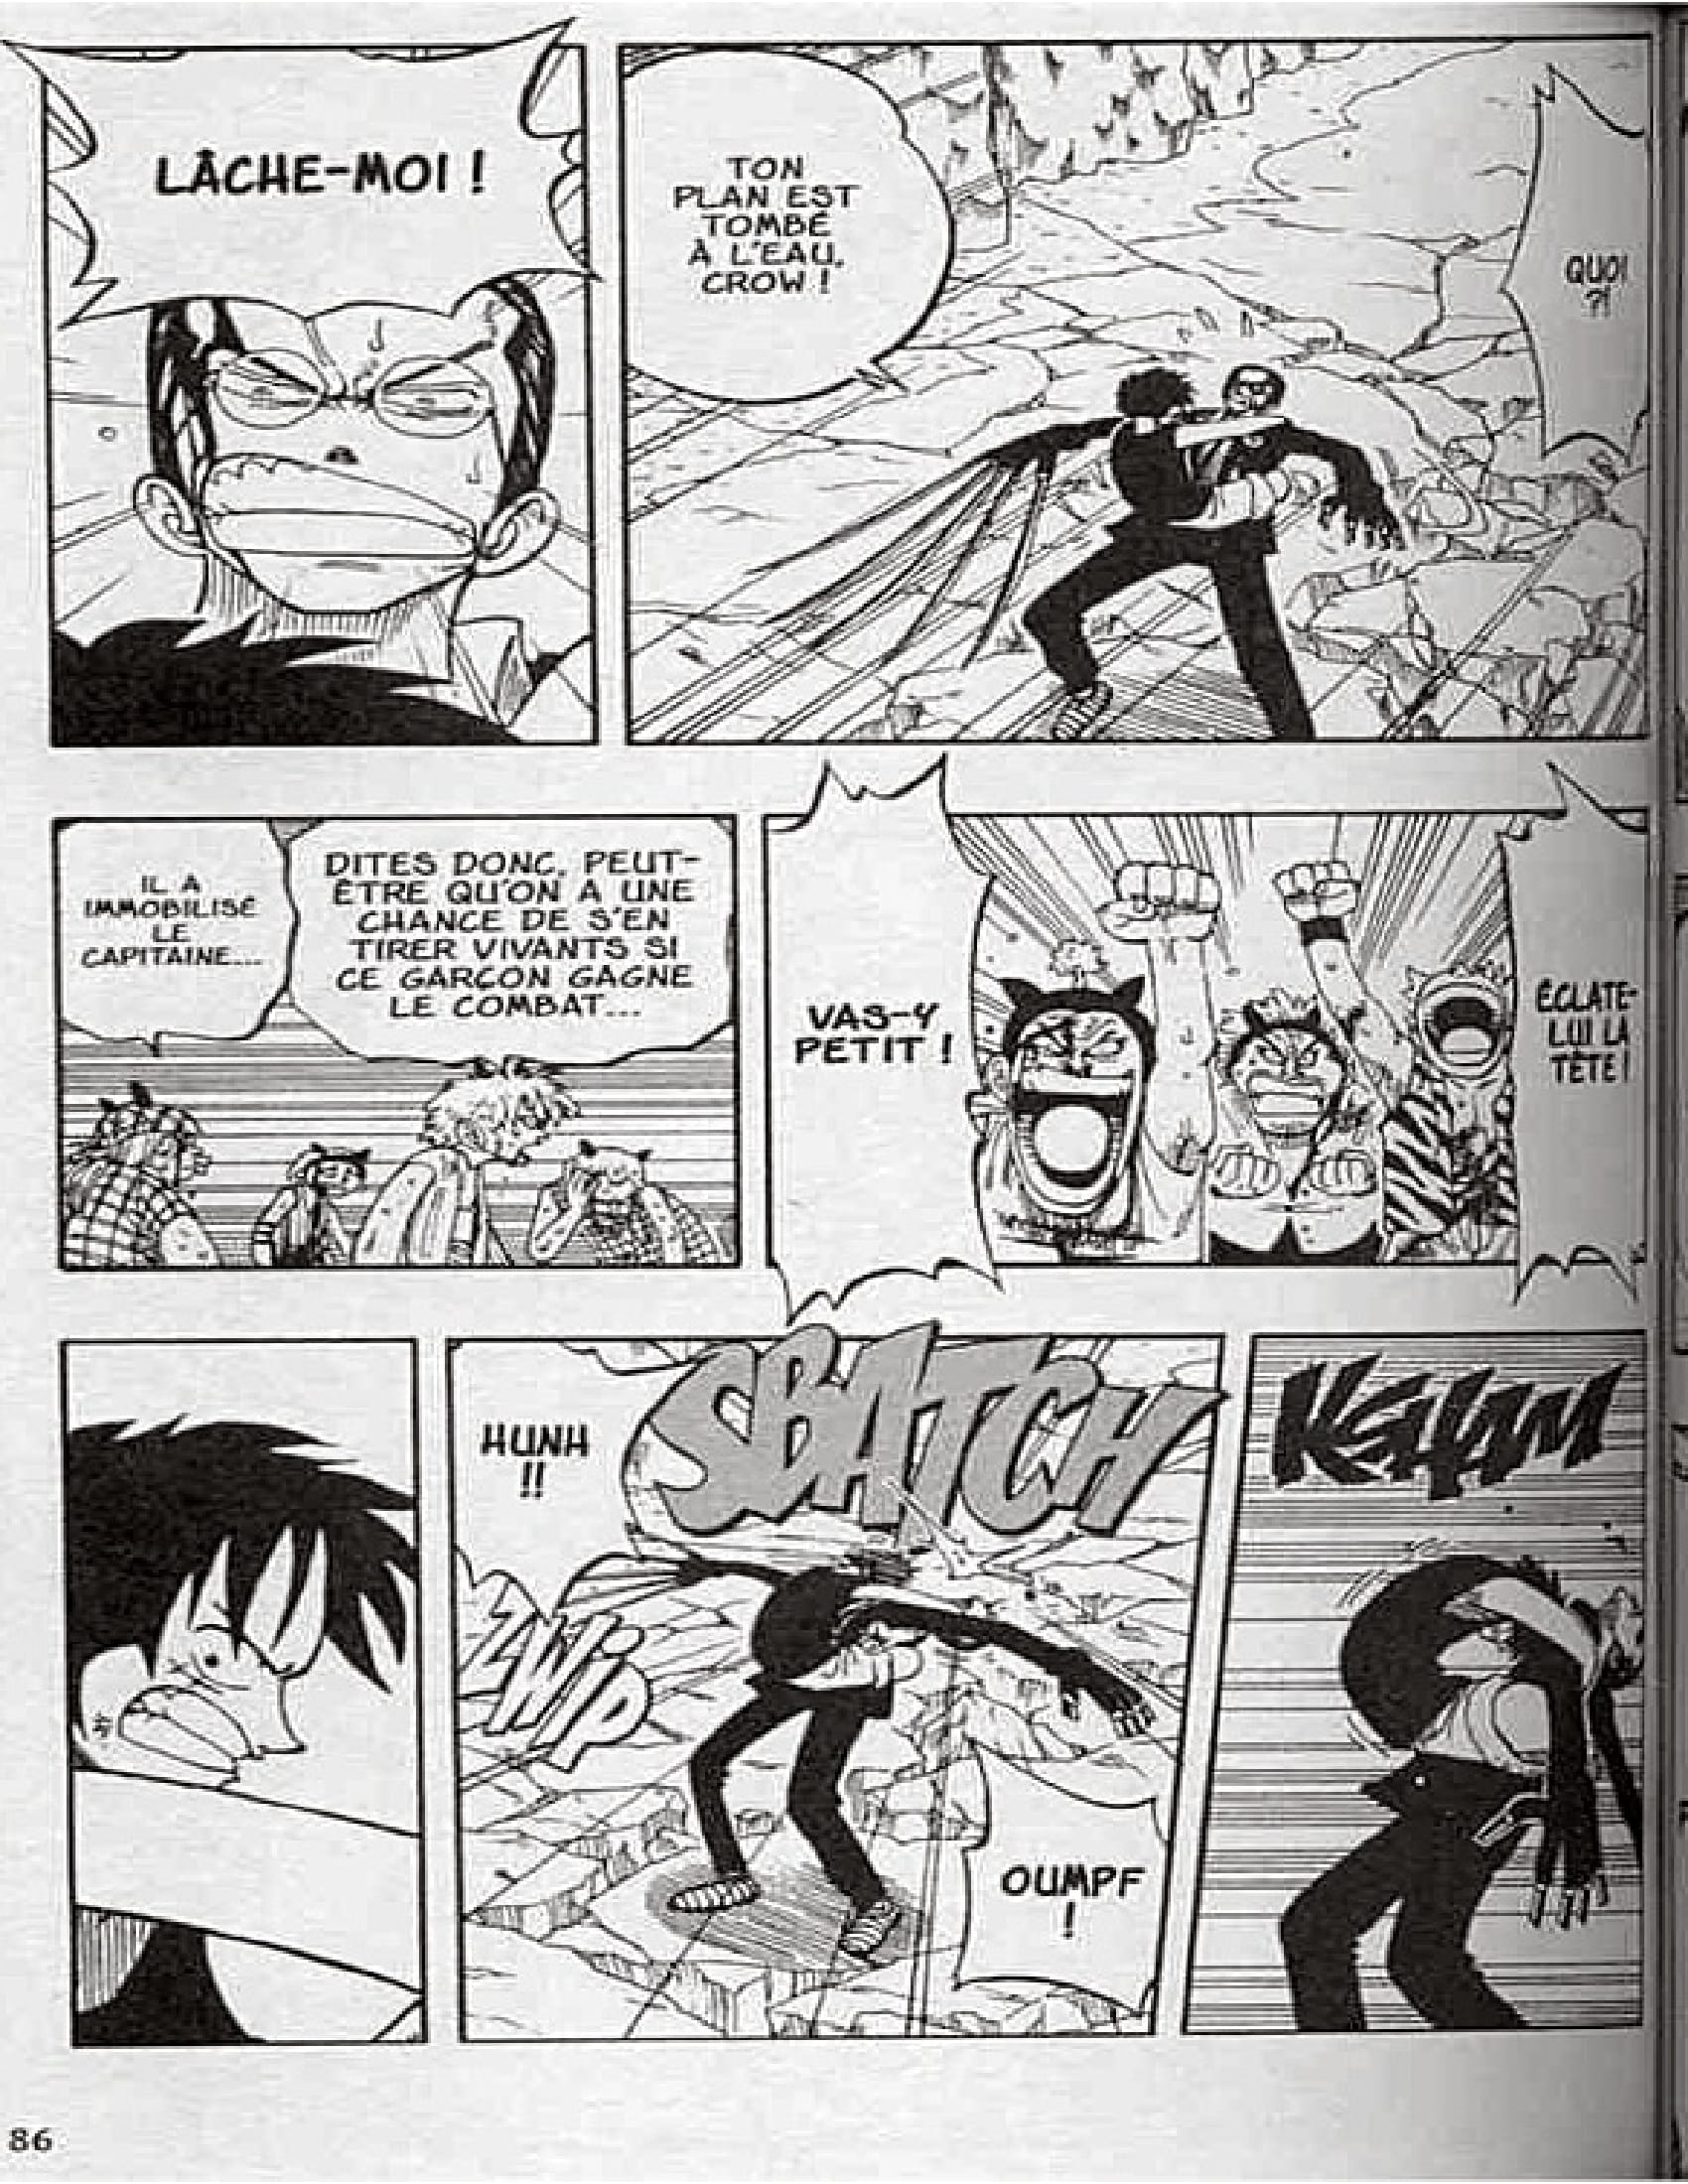 QUOI
?!
TON
PLAN EST
TOMBÉ
À L'EAU,
CROW !
LÂCHE-MOI !
ÉCLATE-
LUI LA
TÊTE !
VAS-Y
PETIT !
DITES DONC, PEUT-
ÊTRE QU'ON A UNE
CHANCE DE S'EN
TIRER VIVANTS SI
CE GARÇON GAGNE
LE COMBAT...
IL A
IMMOBILISÉ
LE
CAPITAINE...
SBATCH
HUNH
!!
ZWIP
OUMPF
!
86